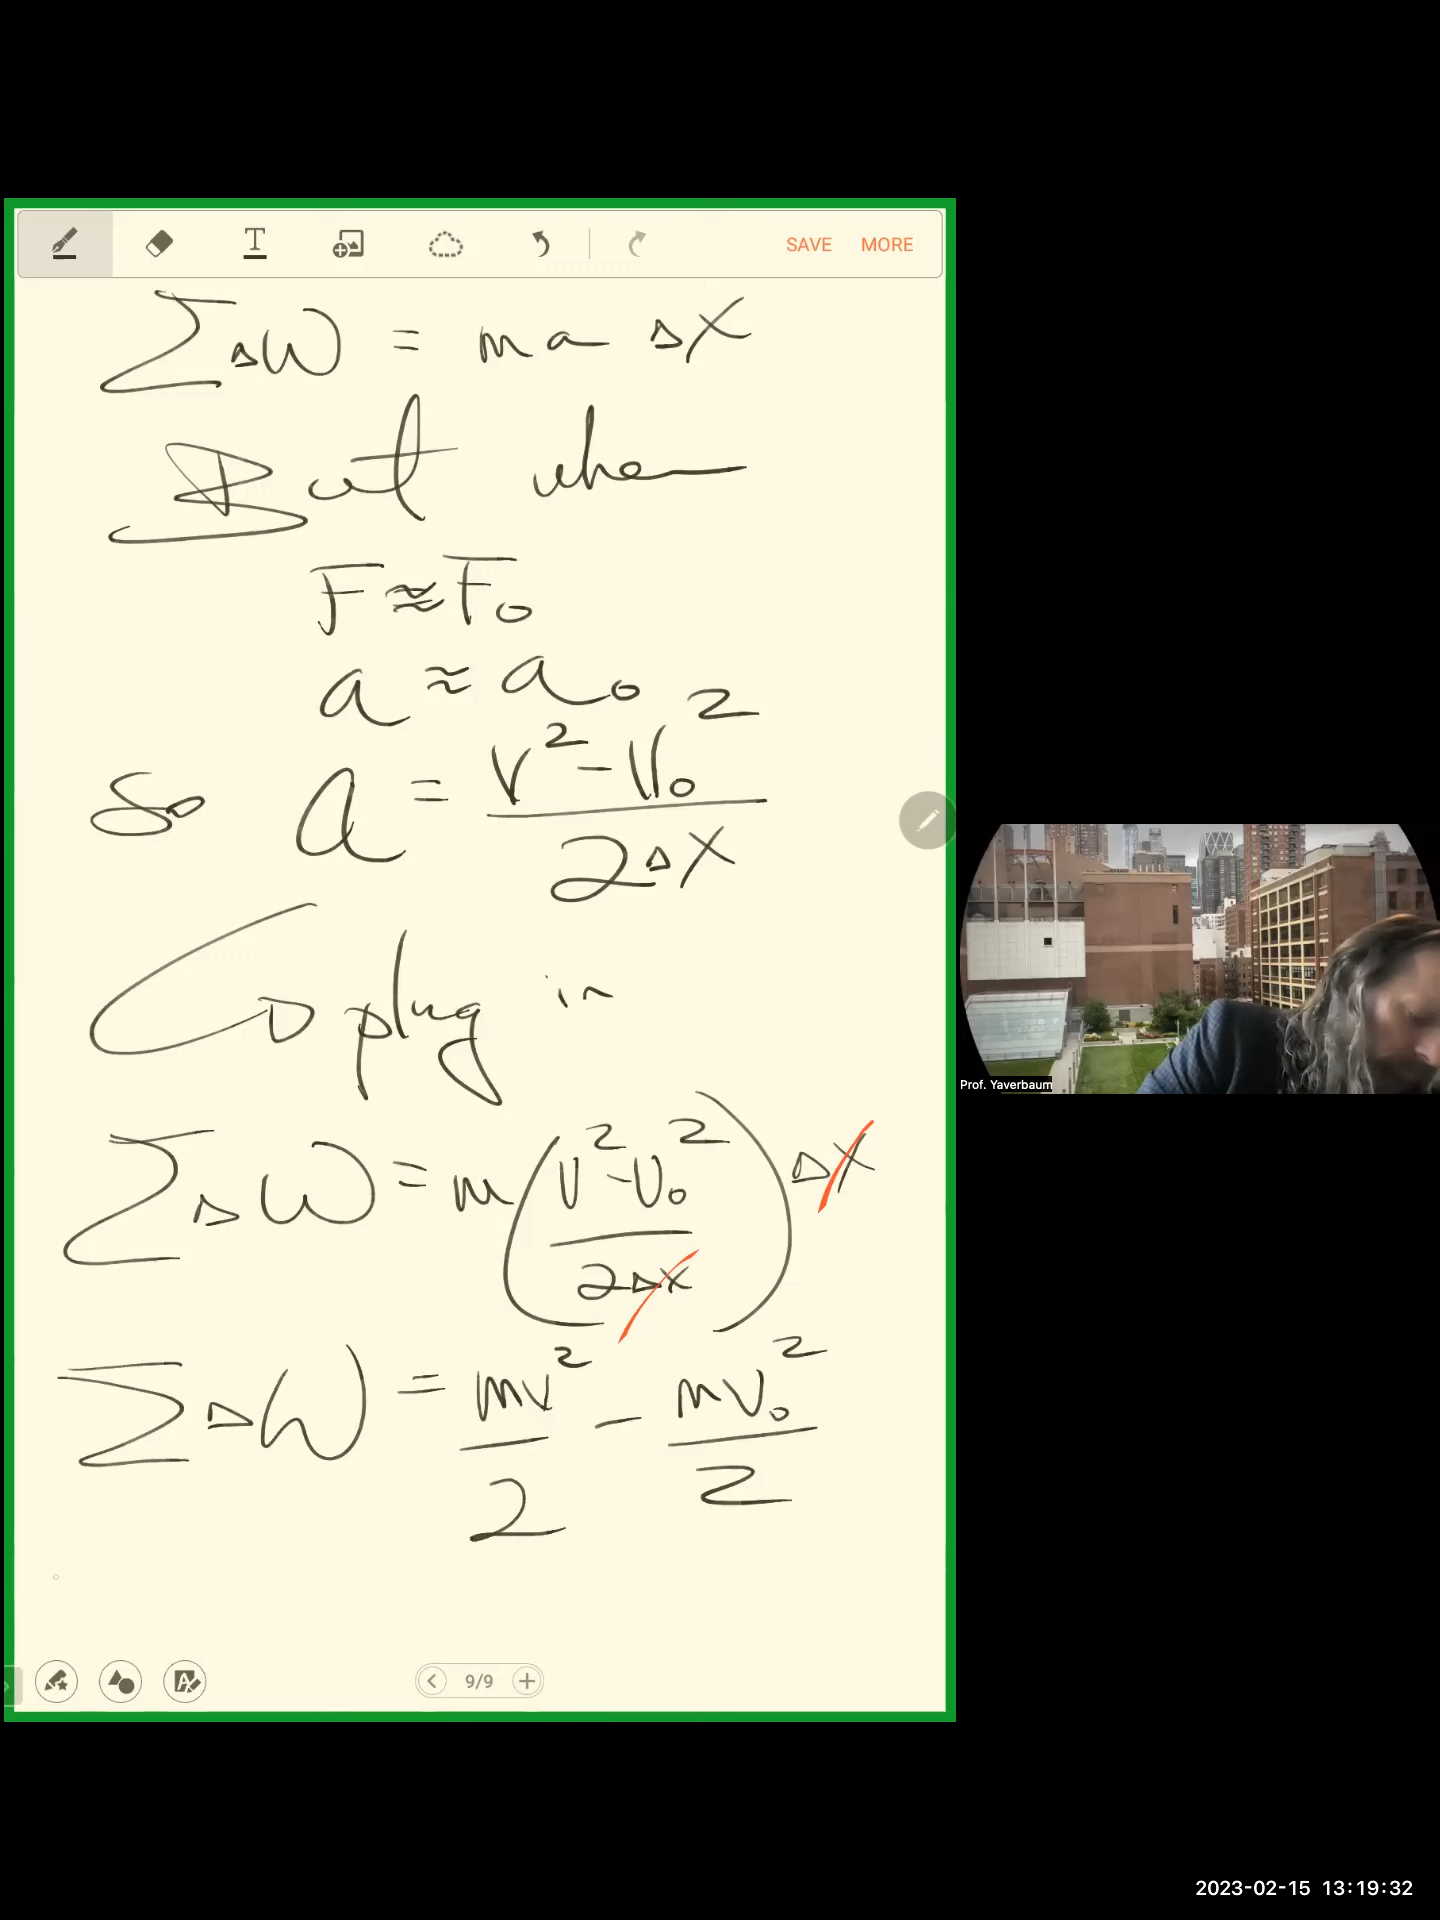 SAVE MORE
ΣΔW = ma Δx
But when
F ≈ F₀
a ≈ a₀
so a = (v² - v₀²) / 2Δx
Go plug in
ΣΔW = m (v² - v₀² / 2Δx) Δx
ΣΔW = mv²/2 - mv₀²/2
9/9
Prof. Yaverbaum
2023-02-15 13:19:32